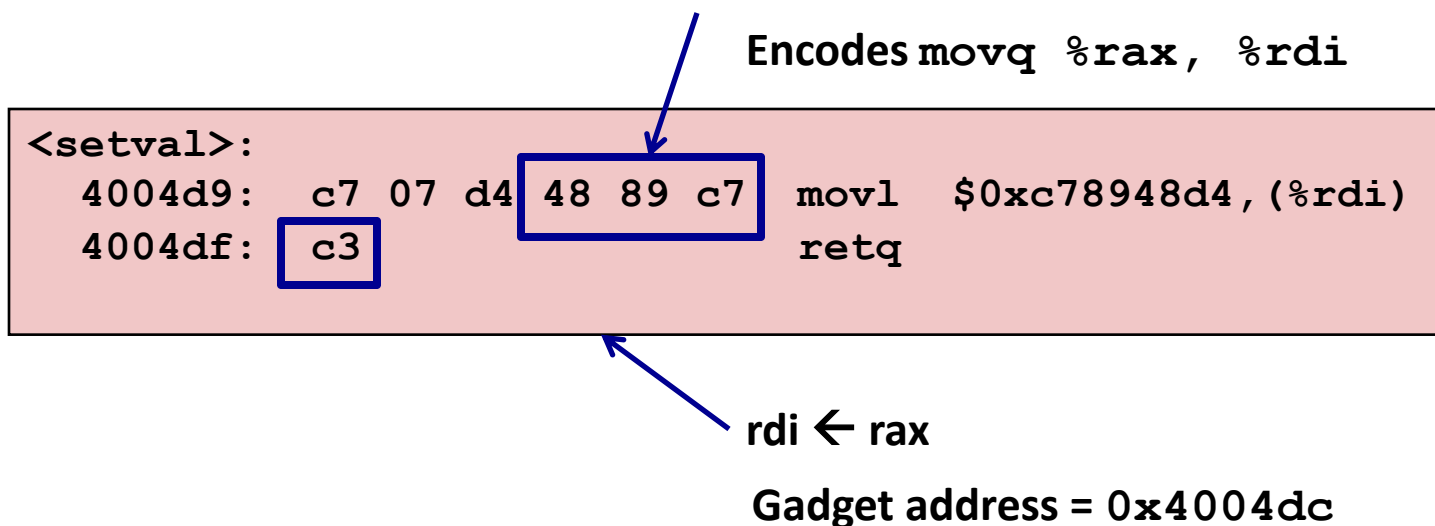 Encodes movq %rax, %rdi
<setval>:
4004d9: c7 07 d4 48 89 c7 movl $0xc78948d4,(%rdi)
4004df: c3 retq
rdi ← rax
Gadget address = 0x4004dc